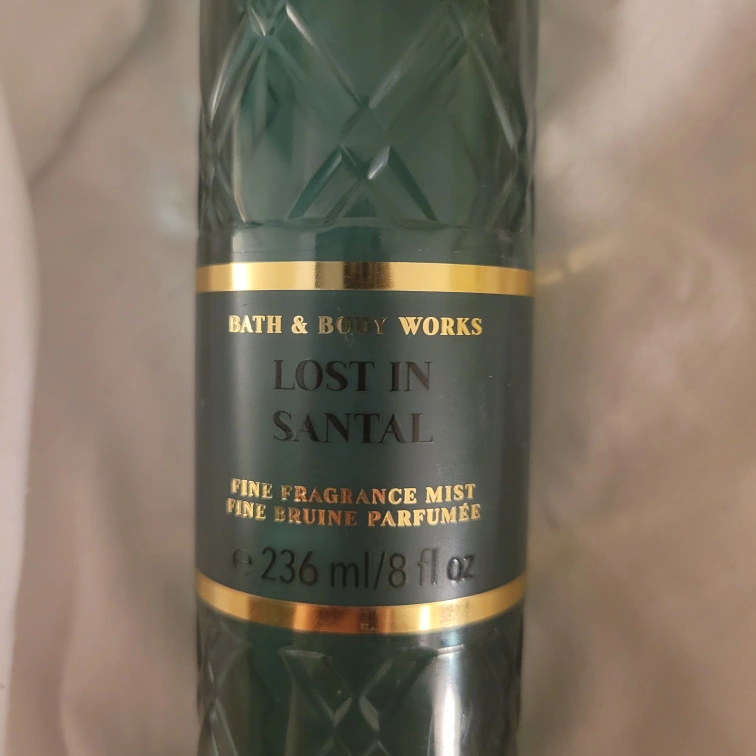 BATH & BODY WORKS
LOST IN
SANTAL
FINE FRAGRANCE MIST
FINE BRUINE PARFUMÉE
℮ 236 ml/8 fl oz